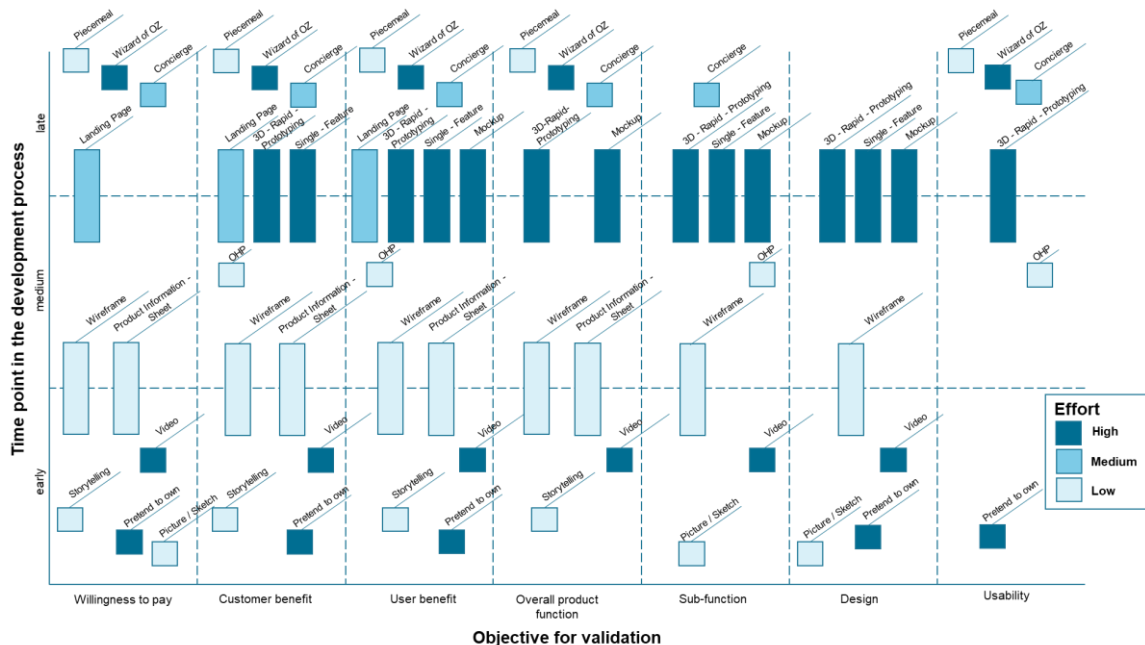 Piecemeal
Wizard of OZ
Concierge
Piecemeal
Wizard of OZ
Concierge
Piecemeal
Wizard of OZ
Concierge
Piecemeal
Wizard of OZ
Concierge
Concierge
Piecemeal
Wizard of OZ
Concierge
Landing Page
Landing Page
3D - Rapid -
Prototyping
Single - Feature
Landing Page
3D - Rapid -
Prototyping
Single - Feature
Mockup
3D-Rapid-
Prototyping
Mockup
3D - Rapid - Prototyping
Single - Feature
Mockup
3D - Rapid - Prototyping
Single - Feature
Mockup
3D - Rapid - Prototyping
OHP
OHP
OHP
OHP
Wireframe
Product Information -
Sheet
Wireframe
Product Information -
Sheet
Wireframe
Product Information -
Sheet
Wireframe
Product Information -
Sheet
Wireframe
Wireframe
Video
Video
Video
Video
Video
Video
Storytelling
Pretend to own
Picture / Sketch
Storytelling
Pretend to own
Storytelling
Pretend to own
Storytelling
Picture / Sketch
Picture / Sketch
Pretend to own
Pretend to own
Time point in the development process
late
medium
early
Effort
High
Medium
Low
Willingness to pay
Customer benefit
User benefit
Overall product
function
Sub-function
Design
Usability
Objective for validation